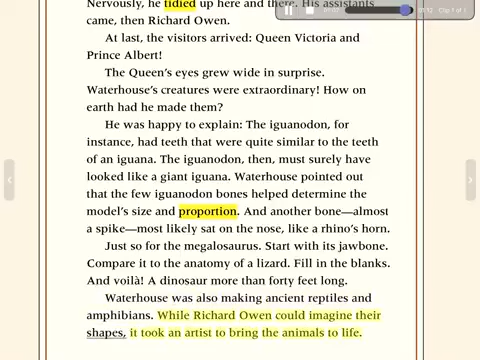 Nervously, he tidied up here and there. His assistants
came, then Richard Owen.
At last, the visitors arrived: Queen Victoria and
Prince Albert!
The Queen's eyes grew wide in surprise.
Waterhouse's creatures were extraordinary! How on
earth had he made them?
He was happy to explain: The iguanodon, for
instance, had teeth that were quite similar to the teeth
of an iguana. The iguanodon, then, must surely have
looked like a giant iguana. Waterhouse pointed out
that the few iguanodon bones helped determine the
model's size and proportion. And another bone—almost
a spike—most likely sat on the nose, like a rhino's horn.
Just so for the megalosaurus. Start with its jawbone.
Compare it to the anatomy of a lizard. Fill in the blanks.
And voilà! A dinosaur more than forty feet long.
Waterhouse was also making ancient reptiles and
amphibians. While Richard Owen could imagine their
shapes, it took an artist to bring the animals to life.
01:12
Clip 1 of 1